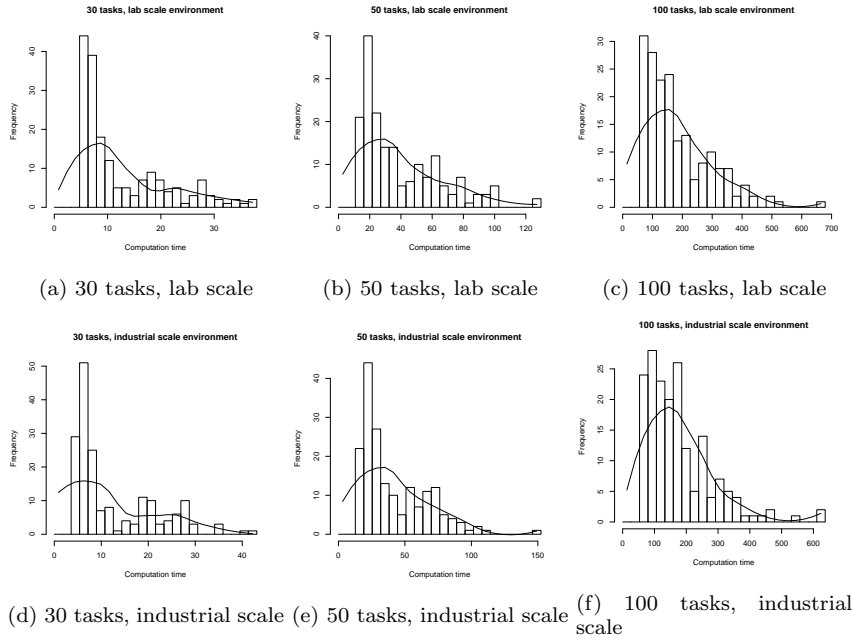 30 tasks, lab scale environment
Frequency
0 10 20 30 40
0 10 20 30
Computation time
(a) 30 tasks, lab scale
50 tasks, lab scale environment
Frequency
0 10 20 30 40
0 20 40 60 80 100 120
Computation time
(b) 50 tasks, lab scale
100 tasks, lab scale environment
Frequency
0 5 10 15 20 25 30
0 100 200 300 400 500 600 700
Computation time
(c) 100 tasks, lab scale
30 tasks, industrial scale environment
Frequency
0 10 20 30 40 50
0 10 20 30 40
Computation time
(d) 30 tasks, industrial scale
50 tasks, industrial scale environment
Frequency
0 10 20 30 40
0 50 100 150
Computation time
(e) 50 tasks, industrial scale
100 tasks, industrial scale environment
Frequency
0 5 10 15 20 25
0 100 200 300 400 500 600
Computation time
(f) 100 tasks, industrial
scale